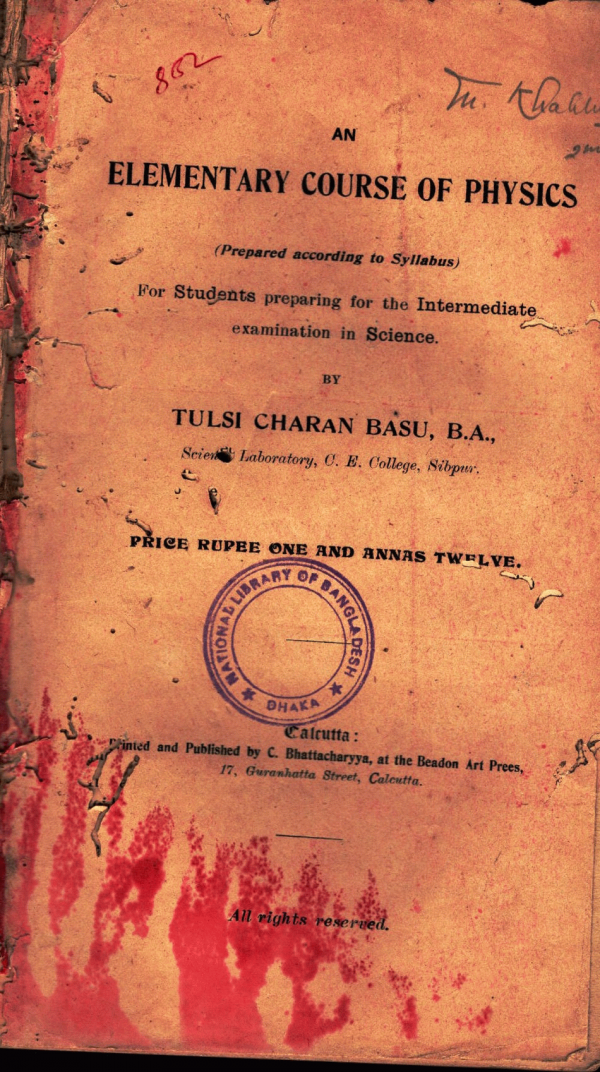 802
M.
AN
ELEMENTARY COURSE OF PHYSICS
(Prepared according to Syllabus)
For Students preparing for the Intermediate
examination in Science.
BY
TULSI CHARAN BASU, B.A.,
Laboratory, C. E. College, Sibpur.
PRICE RUPEE ONE AND ANNAS TWELVE.
NATIONAL LIBRARY OF BANGLADESH
DHAKA
Calcutta:
Printed and Published by C. Bhattacharyya, at the Beadon Art Prees,
17, Guranhatta Street, Calcutta.
All rights reserved.